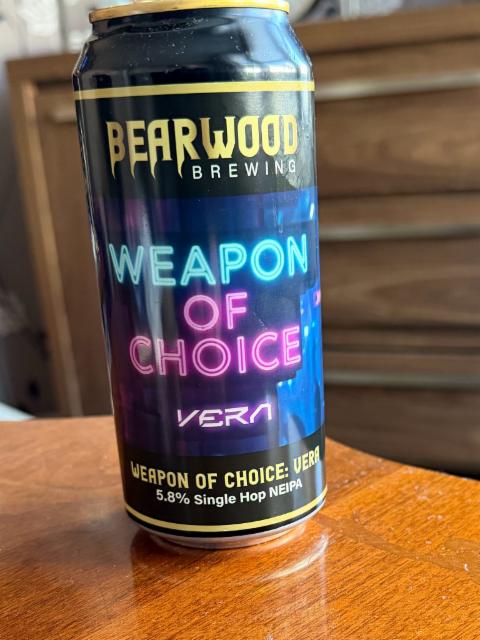 BEARWOOD
BREWING
WEAPON
OF
CHOICE
VERA
WEAPON OF CHOICE: VERA
5.8% Single Hop NEIPA